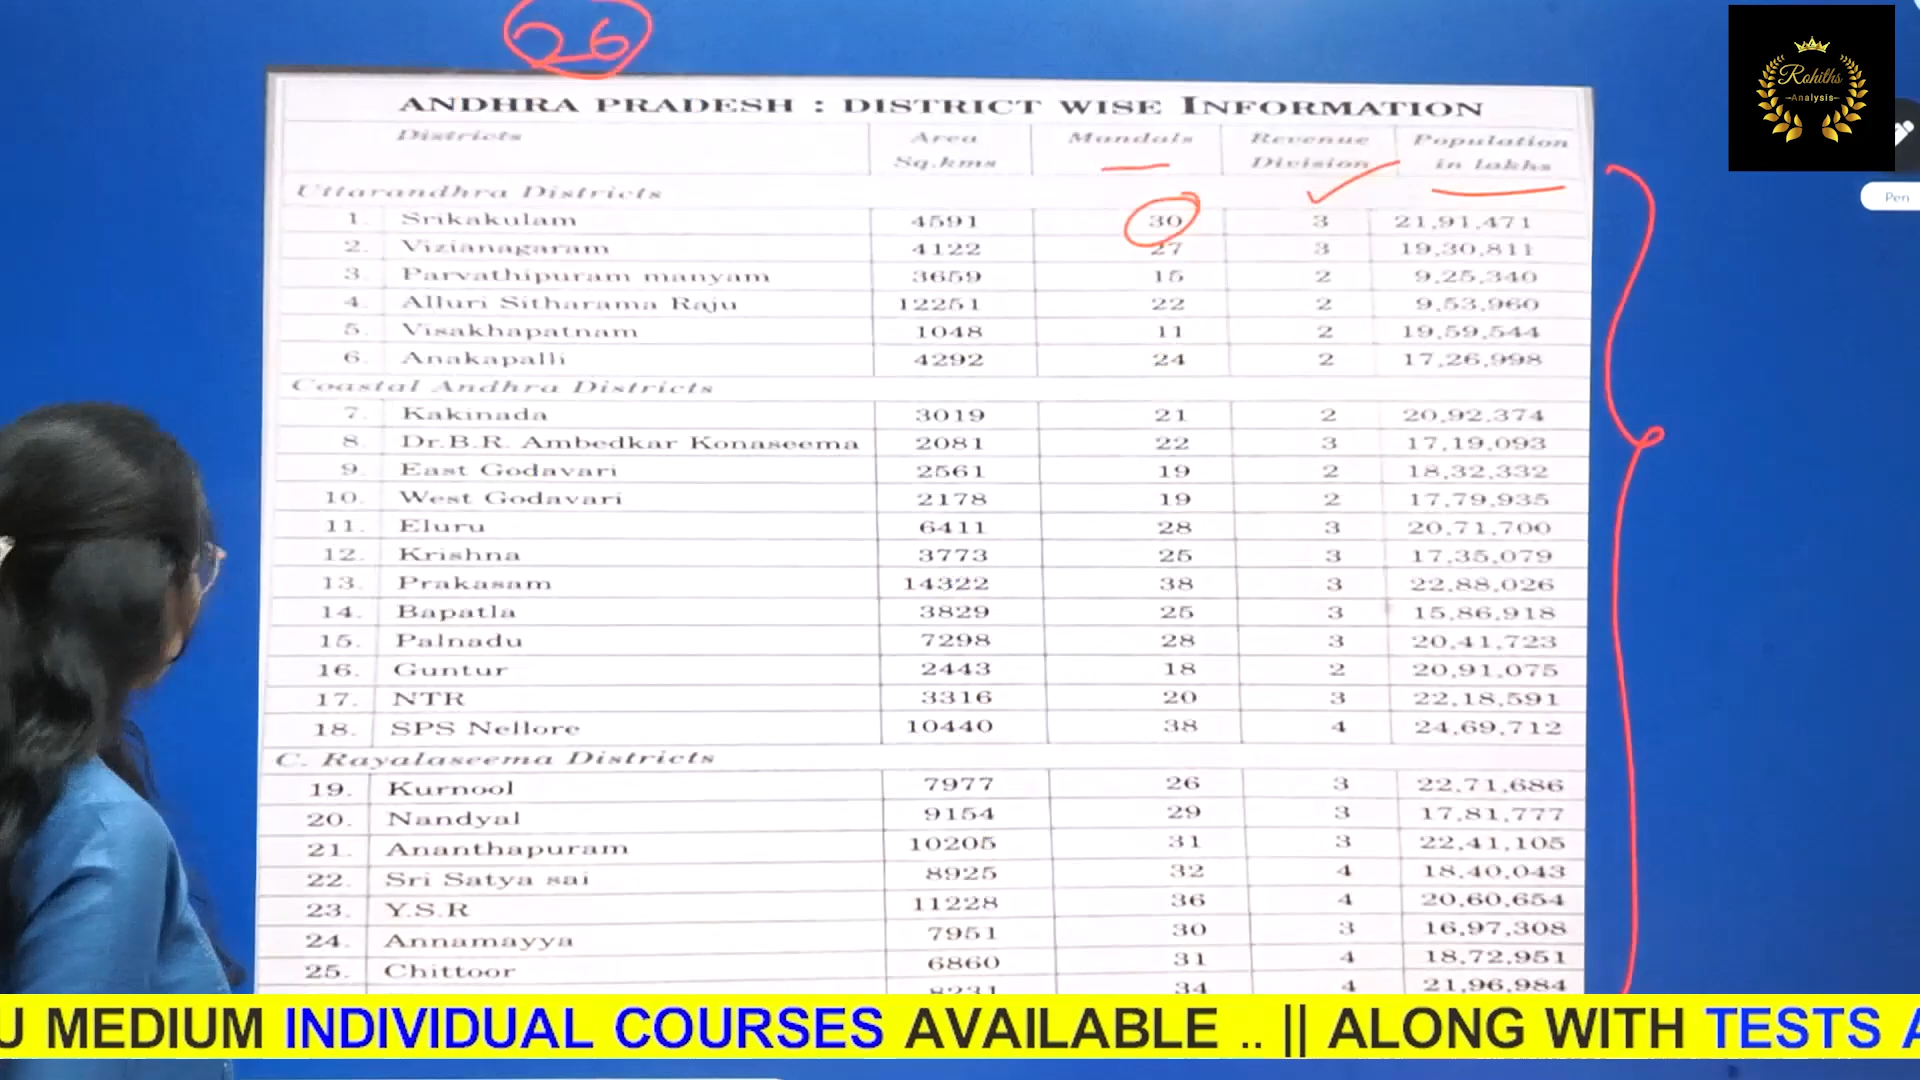 26
Rohiths
Analysis
Pen
ANDHRA PRADESH : DISTRICT WISE INFORMATION
Districts Area Sq.kms Mandals Revenue Division Population in lakhs
Uttarandhra Districts
1. Srikakulam 4591 30 3 21,91,471
2. Vizianagaram 4122 27 3 19,30,811
3. Parvathipuram manyam 3659 15 2 9,25,340
4. Alluri Sitharama Raju 12251 22 2 9,53,960
5. Visakhapatnam 1048 11 2 19,59,544
6. Anakapalli 4292 24 2 17,26,998
Coastal Andhra Districts
7. Kakinada 3019 21 2 20,92,374
8. Dr.B.R. Ambedkar Konaseema 2081 22 3 17,19,093
9. East Godavari 2561 19 2 18,32,332
10. West Godavari 2178 19 2 17,79,935
11. Eluru 6411 28 3 20,71,700
12. Krishna 3773 25 3 17,35,079
13. Prakasam 14322 38 3 22,88,026
14. Bapatla 3829 25 3 15,86,918
15. Palnadu 7298 28 3 20,41,723
16. Guntur 2443 18 2 20,91,075
17. NTR 3316 20 3 22,18,591
18. SPS Nellore 10440 38 4 24,69,712
C. Rayalaseema Districts
19. Kurnool 7977 26 3 22,71,686
20. Nandyal 9154 29 3 17,81,777
21. Ananthapuram 10205 31 3 22,41,105
22. Sri Satya sai 8925 32 4 18,40,043
23. Y.S.R 11228 36 4 20,60,654
24. Annamayya 7951 30 3 16,97,308
25. Chittoor 6860 31 4 18,72,951
8231 34 4 21,96,984
U MEDIUM INDIVIDUAL COURSES AVAILABLE .. || ALONG WITH TESTS A